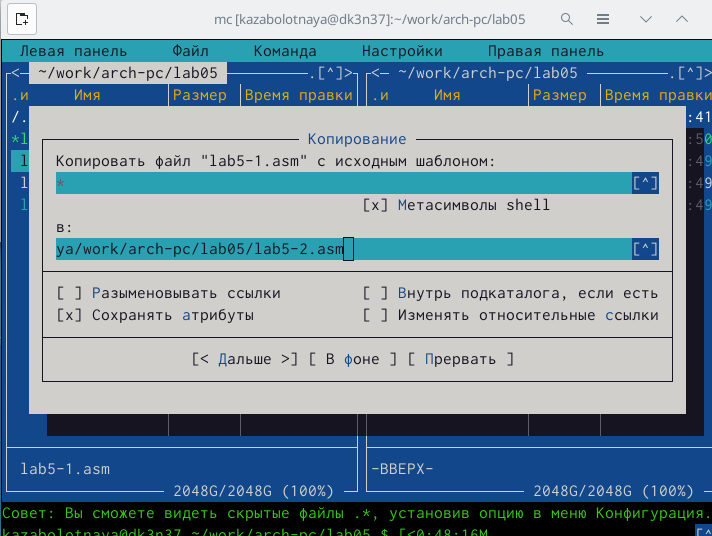 mc [kazabolotnaya@dk3n37]:~/work/arch-pc/lab05
Левая панель Файл Команда Настройки Правая панель
<— ~/work/arch-pc/lab05 .[^]> <— ~/work/arch-pc/lab05 .[^]>
.и Имя Размер Время правки .и Имя Размер Время правки
/. :41
*l :50
l :49
l :49
l :49
Копирование
Копировать файл "lab5-1.asm" с исходным шаблоном:
* [^]
[x] Метасимволы shell
в:
ya/work/arch-pc/lab05/lab5-2.asm [^]
[ ] Разыменовывать ссылки [ ] Внутрь подкаталога, если есть
[x] Сохранять атрибуты [ ] Изменять относительные ссылки
[< Дальше >] [ В фоне ] [ Прервать ]
lab5-1.asm -ВВЕРХ-
2048G/2048G (100%) 2048G/2048G (100%)
Совет: Вы сможете видеть скрытые файлы .*, установив опцию в меню Конфигурация.
kazabolotnaya@dk3n37 ~/work/arch-pc/lab05 $ [<0;48;16M [^